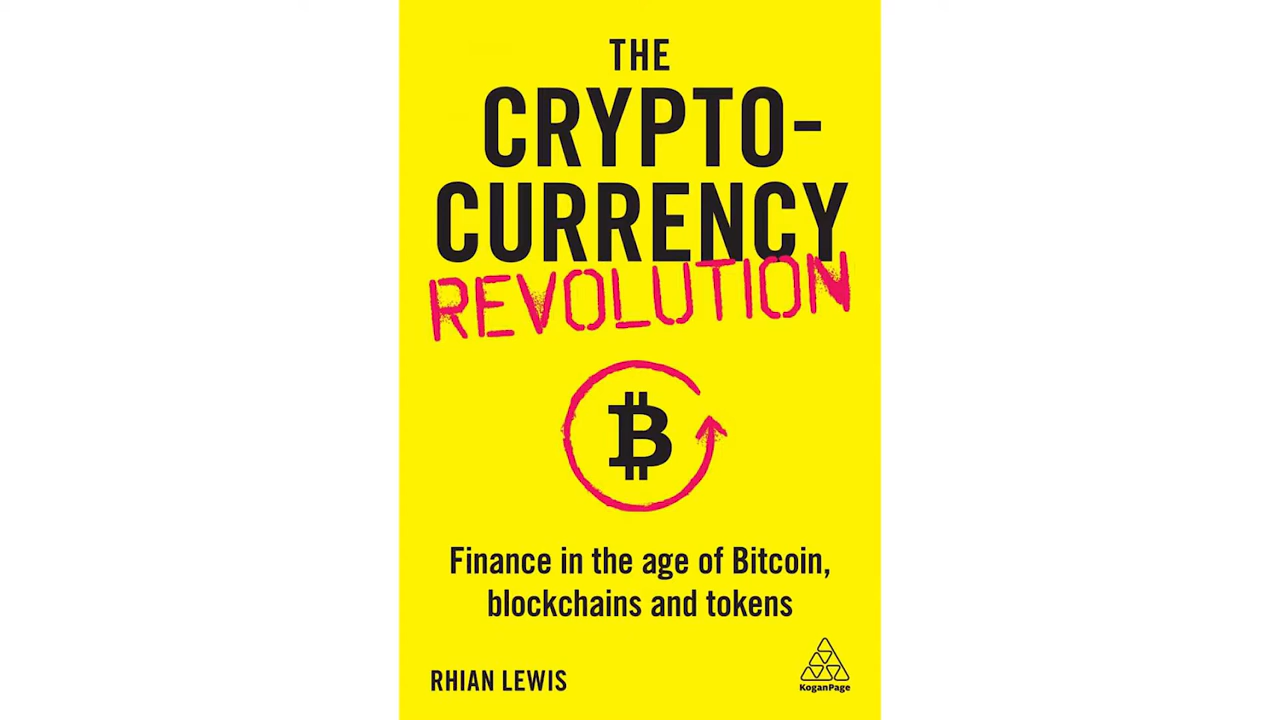 THE
CRYPTO-
CURRENCY
REVOLUTION
₿
Finance in the age of Bitcoin,
blockchains and tokens
RHIAN LEWIS
KoganPage